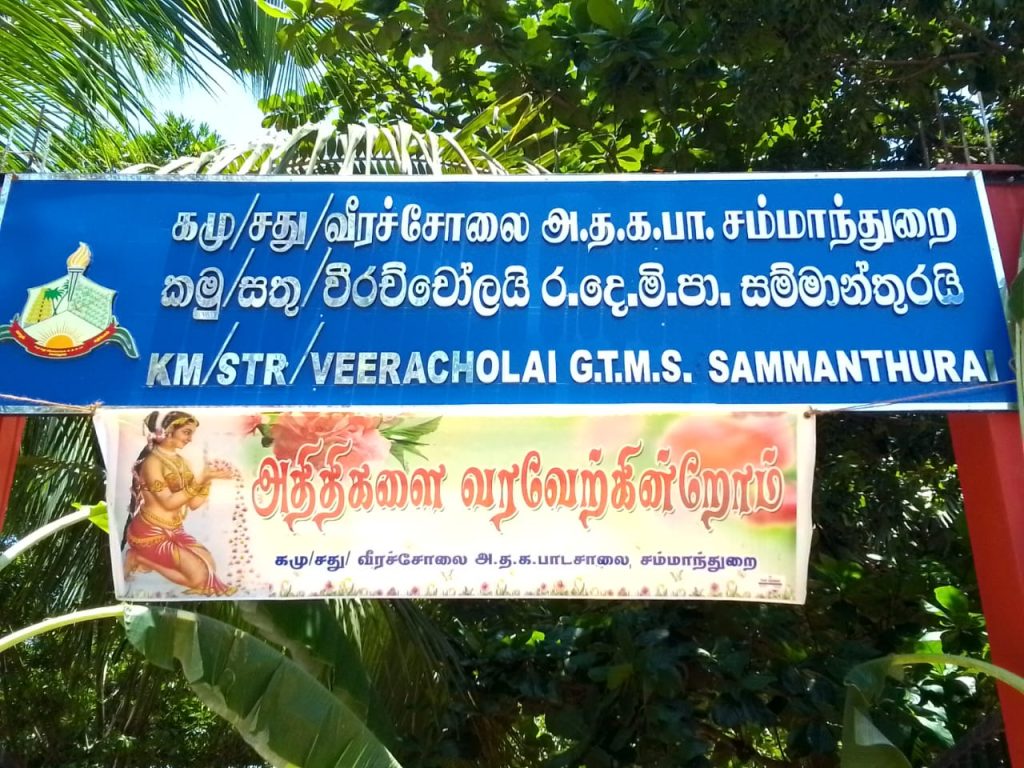 கமு/சது/வீரச்சோலை அ.த.க.பா. சம்மாந்துறை
කමු/සතු/වීරච්චෝලයි ර.දෙ.මි.පා. සම්මාන්තුරයි
KM/STR/VEERACHOLAI G.T.M.S. SAMMANTHURAI
அதிதிகளை வரவேற்கின்றோம்
கமு/சது/ வீரச்சோலை அ.த.க.பாடசாலை, சம்மாந்துறை